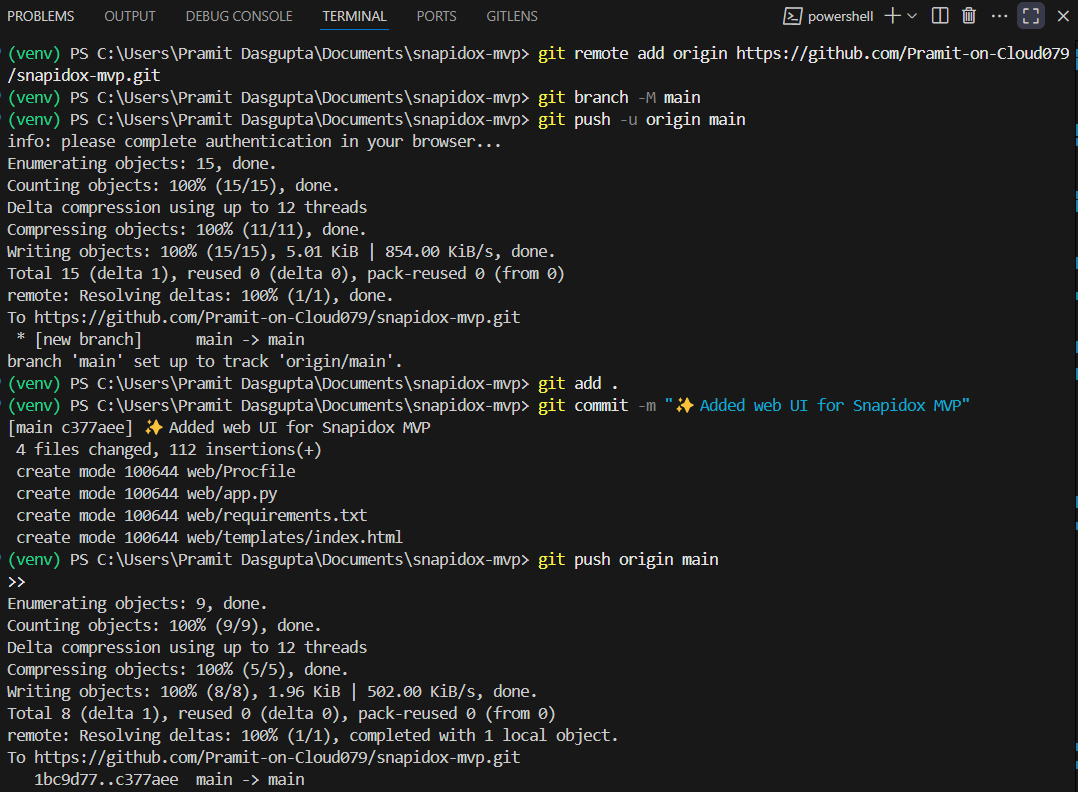 PROBLEMS OUTPUT DEBUG CONSOLE TERMINAL PORTS GITLENS powershell
(venv) PS C:\Users\Pramit Dasgupta\Documents\snapidox-mvp> git remote add origin https://github.com/Pramit-on-Cloud079
/snapidox-mvp.git
(venv) PS C:\Users\Pramit Dasgupta\Documents\snapidox-mvp> git branch -M main
(venv) PS C:\Users\Pramit Dasgupta\Documents\snapidox-mvp> git push -u origin main
info: please complete authentication in your browser...
Enumerating objects: 15, done.
Counting objects: 100% (15/15), done.
Delta compression using up to 12 threads
Compressing objects: 100% (11/11), done.
Writing objects: 100% (15/15), 5.01 KiB | 854.00 KiB/s, done.
Total 15 (delta 1), reused 0 (delta 0), pack-reused 0 (from 0)
remote: Resolving deltas: 100% (1/1), done.
To https://github.com/Pramit-on-Cloud079/snapidox-mvp.git
 * [new branch]      main -> main
branch 'main' set up to track 'origin/main'.
(venv) PS C:\Users\Pramit Dasgupta\Documents\snapidox-mvp> git add .
(venv) PS C:\Users\Pramit Dasgupta\Documents\snapidox-mvp> git commit -m "✨ Added web UI for Snapidox MVP"
[main c377aee] ✨ Added web UI for Snapidox MVP
 4 files changed, 112 insertions(+)
 create mode 100644 web/Procfile
 create mode 100644 web/app.py
 create mode 100644 web/requirements.txt
 create mode 100644 web/templates/index.html
(venv) PS C:\Users\Pramit Dasgupta\Documents\snapidox-mvp> git push origin main
>>
Enumerating objects: 9, done.
Counting objects: 100% (9/9), done.
Delta compression using up to 12 threads
Compressing objects: 100% (5/5), done.
Writing objects: 100% (8/8), 1.96 KiB | 502.00 KiB/s, done.
Total 8 (delta 1), reused 0 (delta 0), pack-reused 0 (from 0)
remote: Resolving deltas: 100% (1/1), completed with 1 local object.
To https://github.com/Pramit-on-Cloud079/snapidox-mvp.git
   1bc9d77..c377aee  main -> main